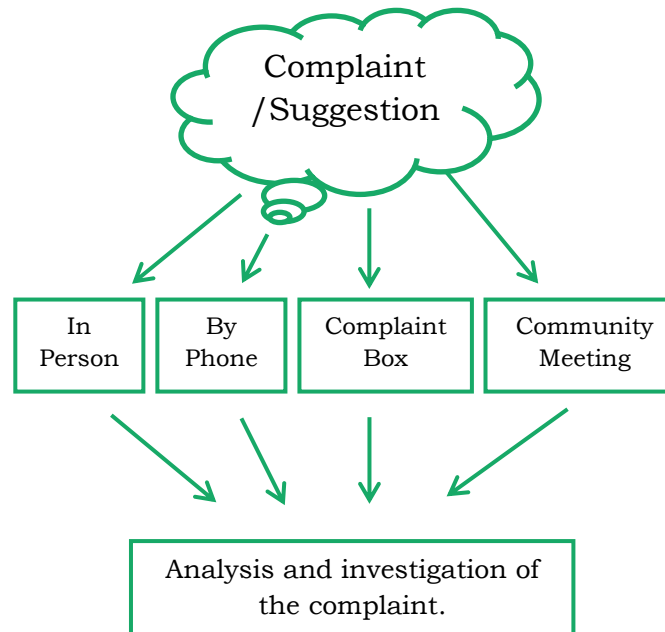 Complaint
/Suggestion
In
Person
By
Phone
Complaint
Box
Community
Meeting
Analysis and investigation of
the complaint.